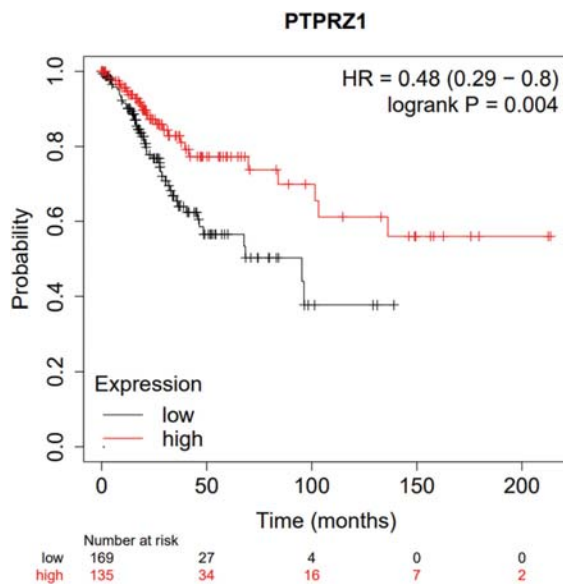 PTPRZ1
HR = 0.48 (0.29 − 0.8)
logrank P = 0.004
Probability
1.0
0.8
0.6
0.4
0.2
0.0
Expression
low
high
0 50 100 150 200
Time (months)
Number at risk
low 169 27 4 0 0
high 135 34 16 7 2